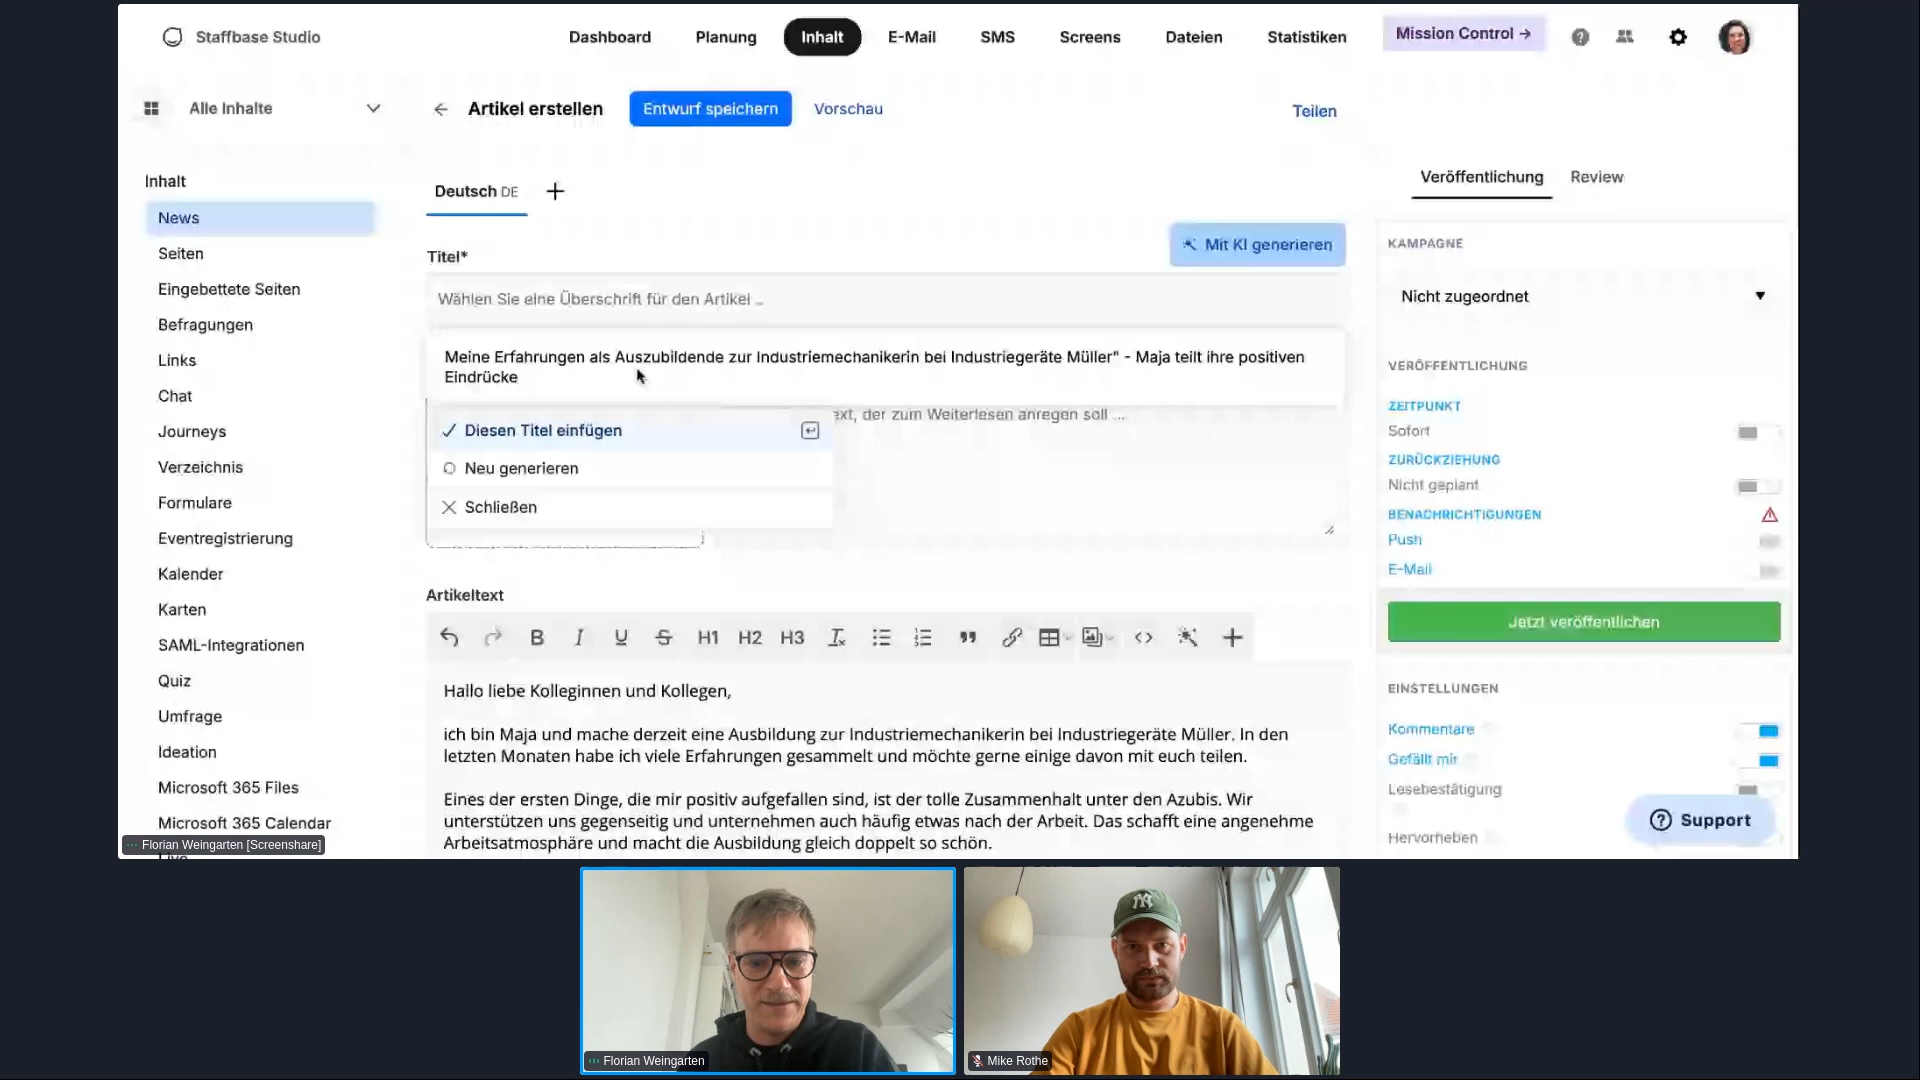 Staffbase Studio
Dashboard
Planung
Inhalt
E-Mail
SMS
Screens
Dateien
Statistiken
Mission Control →
Alle Inhalte
Artikel erstellen
Entwurf speichern
Vorschau
Teilen
Inhalt
News
Seiten
Eingebettete Seiten
Befragungen
Links
Chat
Journeys
Verzeichnis
Formulare
Eventregistrierung
Kalender
Karten
SAML-Integrationen
Quiz
Umfrage
Ideation
Microsoft 365 Files
Microsoft 365 Calendar
Live
Deutsch DE
Titel*
Mit KI generieren
Wählen Sie eine Überschrift für den Artikel ...
Meine Erfahrungen als Auszubildende zur Industriemechanikerin bei Industriegeräte Müller" - Maja teilt ihre positiven
Eindrücke
ext, der zum Weiterlesen anregen soll ...
Diesen Titel einfügen
Neu generieren
Schließen
Artikeltext
B I U S H1 H2 H3
Hallo liebe Kolleginnen und Kollegen,
ich bin Maja und mache derzeit eine Ausbildung zur Industriemechanikerin bei Industriegeräte Müller. In den
letzten Monaten habe ich viele Erfahrungen gesammelt und möchte gerne einige davon mit euch teilen.
Eines der ersten Dinge, die mir positiv aufgefallen sind, ist der tolle Zusammenhalt unter den Azubis. Wir
unterstützen uns gegenseitig und unternehmen auch häufig etwas nach der Arbeit. Das schafft eine angenehme
Arbeitsatmosphäre und macht die Ausbildung gleich doppelt so schön.
Veröffentlichung
Review
KAMPAGNE
Nicht zugeordnet
VERÖFFENTLICHUNG
ZEITPUNKT
Sofort
ZURÜCKZIEHUNG
Nicht geplant
BENACHRICHTIGUNGEN
Push
E-Mail
Jetzt veröffentlichen
EINSTELLUNGEN
Kommentare
Gefällt mir
Lesebestätigung
Hervorheben
Support
Florian Weingarten [Screenshare]
Florian Weingarten
Mike Rothe